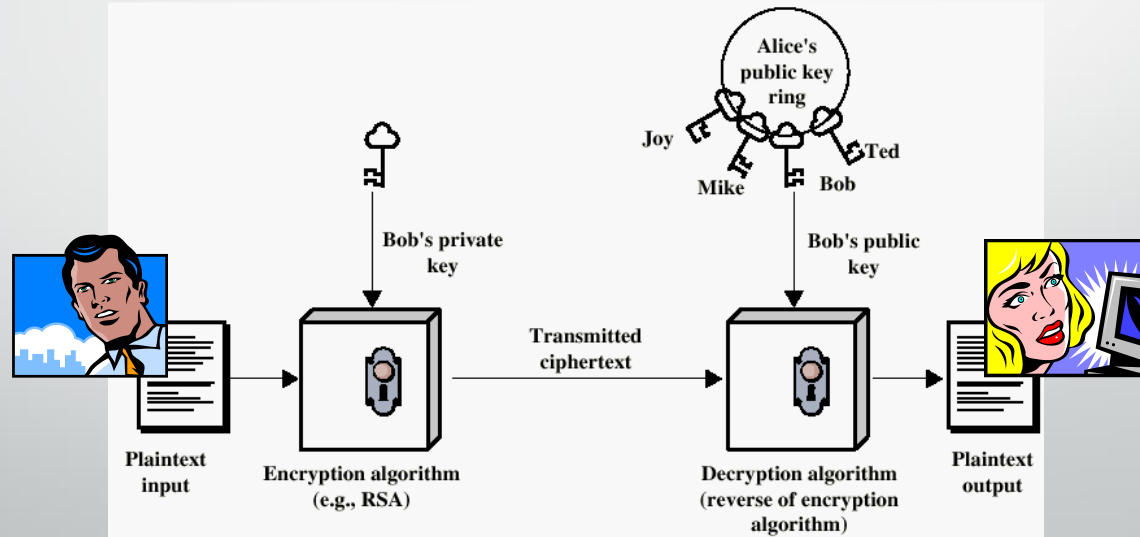 Alice's
public key
ring
Joy
Ted
Mike
Bob
Bob's private
key
Bob's public
key
Transmitted
ciphertext
Plaintext
input
Encryption algorithm
(e.g., RSA)
Decryption algorithm
(reverse of encryption
algorithm)
Plaintext
output